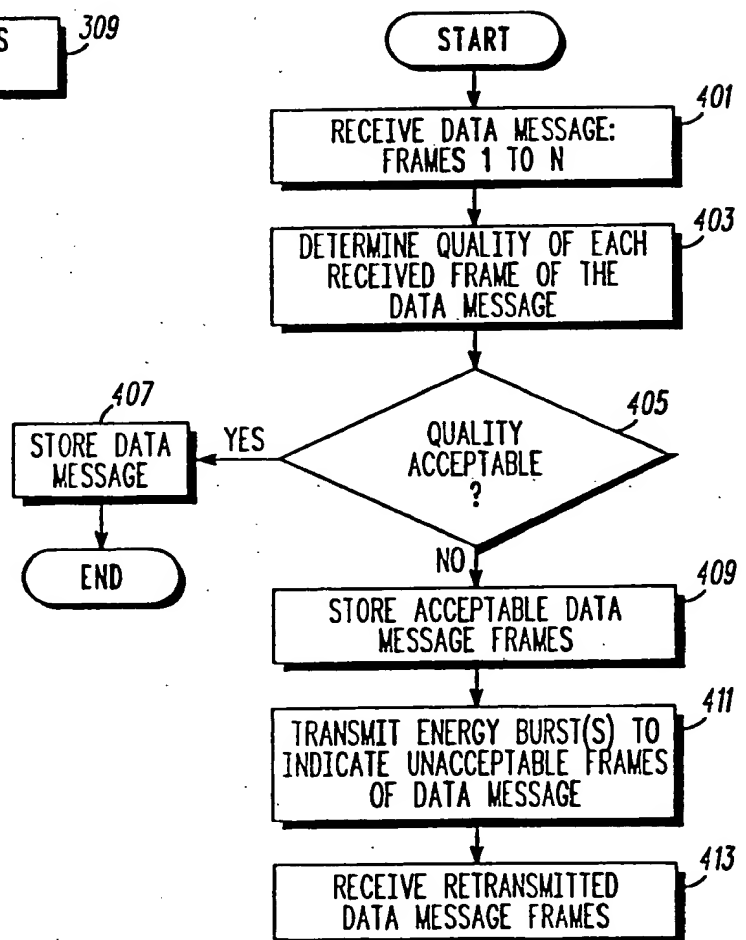 S
309
START
401
RECEIVE DATA MESSAGE:
FRAMES 1 TO N
403
DETERMINE QUALITY OF EACH
RECEIVED FRAME OF THE
DATA MESSAGE
405
QUALITY
ACCEPTABLE
?
YES
407
STORE DATA
MESSAGE
END
NO
409
STORE ACCEPTABLE DATA
MESSAGE FRAMES
411
TRANSMIT ENERGY BURST(S) TO
INDICATE UNACCEPTABLE FRAMES
OF DATA MESSAGE
413
RECEIVE RETRANSMITTED
DATA MESSAGE FRAMES